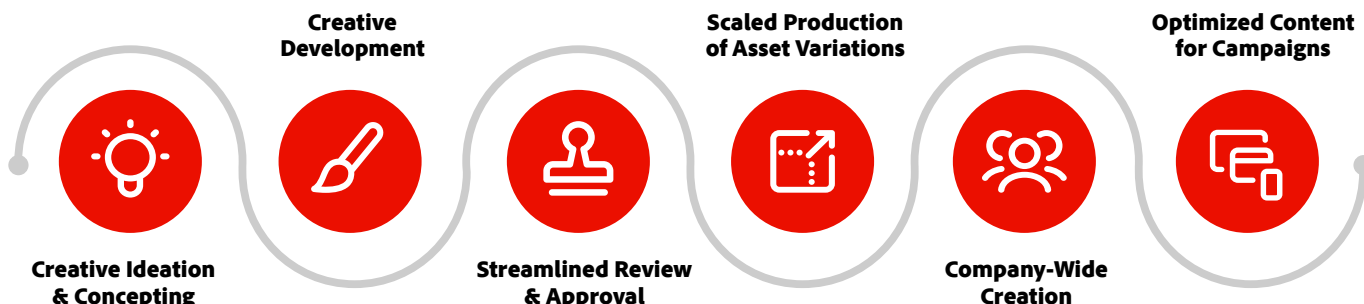 Creative
Development
Scaled Production
of Asset Variations
Optimized Content
for Campaigns
Creative Ideation
& Concepting
Streamlined Review
& Approval
Company-Wide
Creation